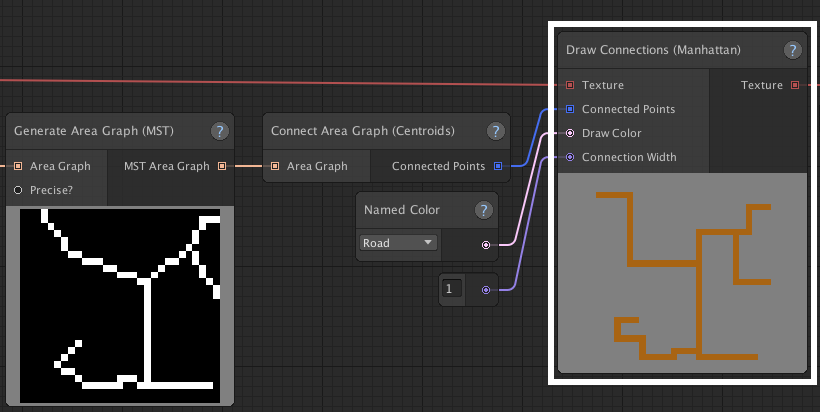 Draw Connections (Manhattan) ?
Texture Texture
Connected Points
Draw Color
Connection Width
Generate Area Graph (MST) ?
Area Graph MST Area Graph
Precise?
Connect Area Graph (Centroids) ?
Area Graph Connected Points
Named Color ?
Road
1